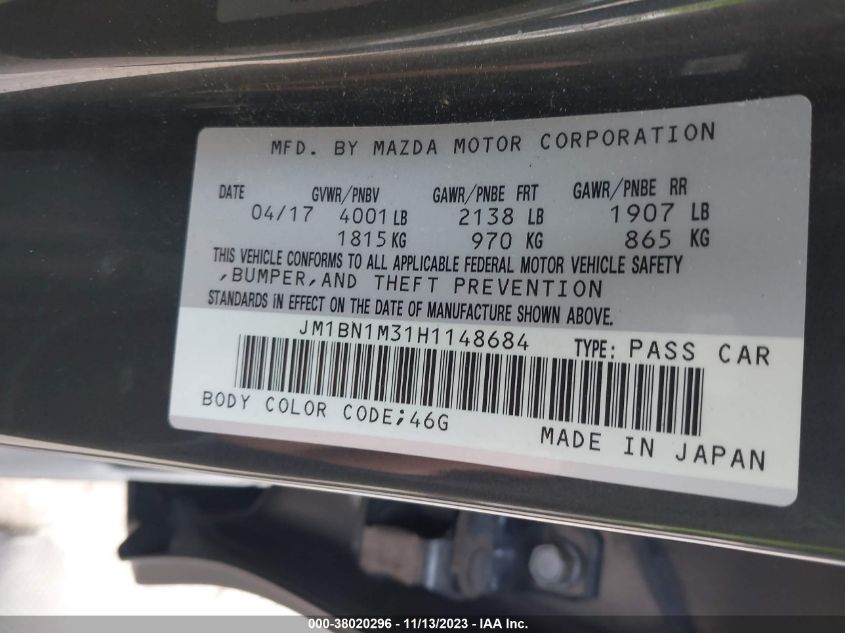 MFD. BY MAZDA MOTOR CORPORATION
DATE GVWR/PNBV GAWR/PNBE FRT GAWR/PNBE RR
04/17 4001 LB 2138 LB 1907 LB
1815 KG 970 KG 865 KG
THIS VEHICLE CONFORMS TO ALL APPLICABLE FEDERAL MOTOR VEHICLE SAFETY
,BUMPER,AND THEFT PREVENTION
STANDARDS IN EFFECT ON THE DATE OF MANUFACTURE SHOWN ABOVE.
JM1BN1M31H1148684 TYPE: PASS CAR
BODY COLOR CODE;46G
MADE IN JAPAN
000-38020296 - 11/13/2023 - IAA Inc.